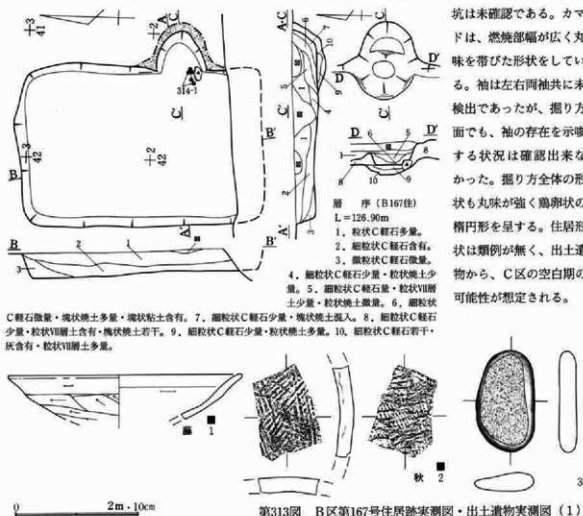 坑は未確認である。カマ
ドは、燃焼部幅が広く丸
味を帯びた形状をしてい
る。袖は左右両袖共に未
検出であったが、掘り方
面でも、袖の存在を示唆
する状況は確認出来な
かった。掘り方全体の形
状も丸味が強く鶏卵状の
楕円形を呈する。住居形
状は類例が無く、出土遺
物から、C区の空白期の
可能性が想定される。
層 序(B167住)
L=126.90m
1．粒状C軽石多量。
2．細粒状C軽石含有。
3．微粒状C軽石微量。
4．細粒状C軽石少量・粒状焼土少
量。5．細粒状C軽石少量・粒状VII層
土少量・粒状焼土微量。6．細粒状
C軽石微量・塊状焼土多量・塊状粘土含有。7．細粒状C軽石少量・塊状焼土混入。8．細粒状C軽石
少量・粒状VII層土含有・塊状焼土若干。9．細粒状C軽石少量・粒状焼土多量。10．細粒状C軽石若干・
灰含有・粒状VII層土多量。
314-1
藤 1
秋 2
3
0 2m・10cm
第313図 B区第167号住居跡実測図・出土遺物実測図(1)